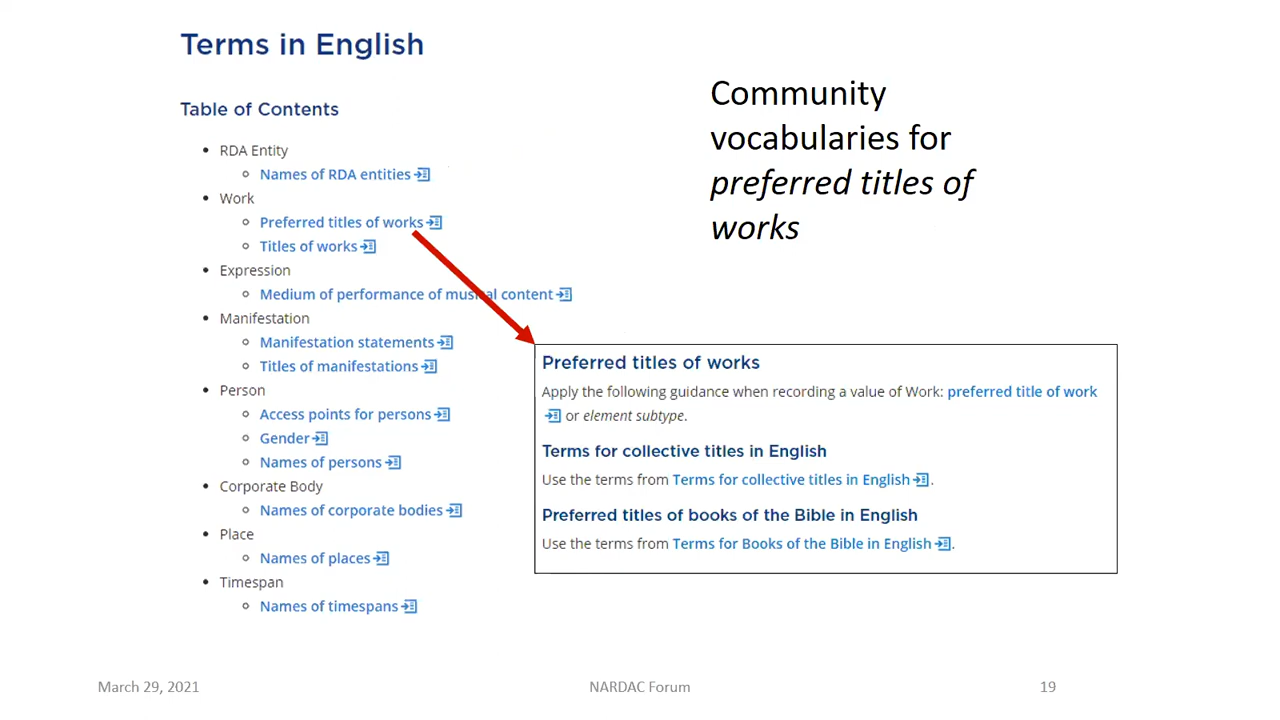 Terms in English
Table of Contents
RDA Entity
Names of RDA entities
Work
Preferred titles of works
Titles of works
Expression
Medium of performance of musical content
Manifestation
Manifestation statements
Titles of manifestations
Person
Access points for persons
Gender
Names of persons
Corporate Body
Names of corporate bodies
Place
Names of places
Timespan
Names of timespans
Community
vocabularies for
preferred titles of
works
Preferred titles of works
Apply the following guidance when recording a value of Work: preferred title of work
or element subtype.
Terms for collective titles in English
Use the terms from Terms for collective titles in English.
Preferred titles of books of the Bible in English
Use the terms from Terms for Books of the Bible in English.
March 29, 2021
NARDAC Forum
19